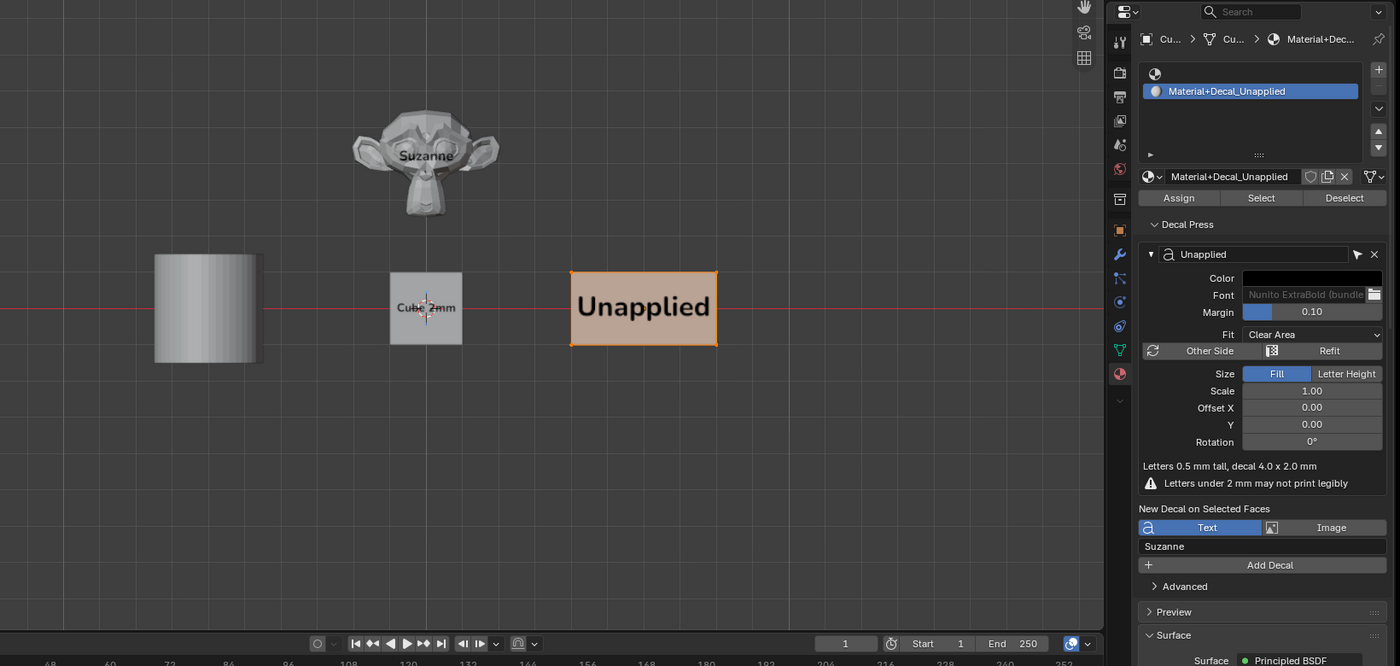 Search
Cu...
Cu...
Material+Dec...
Material+Decal_Unapplied
Material+Decal_Unapplied
Assign
Select
Deselect
Decal Press
Unapplied
Color
Font
Nunito ExtraBold (bundle
Margin
0.10
Fit
Clear Area
Other Side
Refit
Size
Fill
Letter Height
Scale
1.00
Offset X
0.00
Y
0.00
Rotation
0°
Letters 0.5 mm tall, decal 4.0 x 2.0 mm
Letters under 2 mm may not print legibly
New Decal on Selected Faces
Text
Image
Suzanne
Add Decal
Advanced
Preview
Surface
Surface
Principled BSDF
Suzanne
Cube 2mm
Unapplied
1
Start
1
End
250
48
60
72
84
96
108
120
132
144
156
168
180
192
204
216
228
240
252